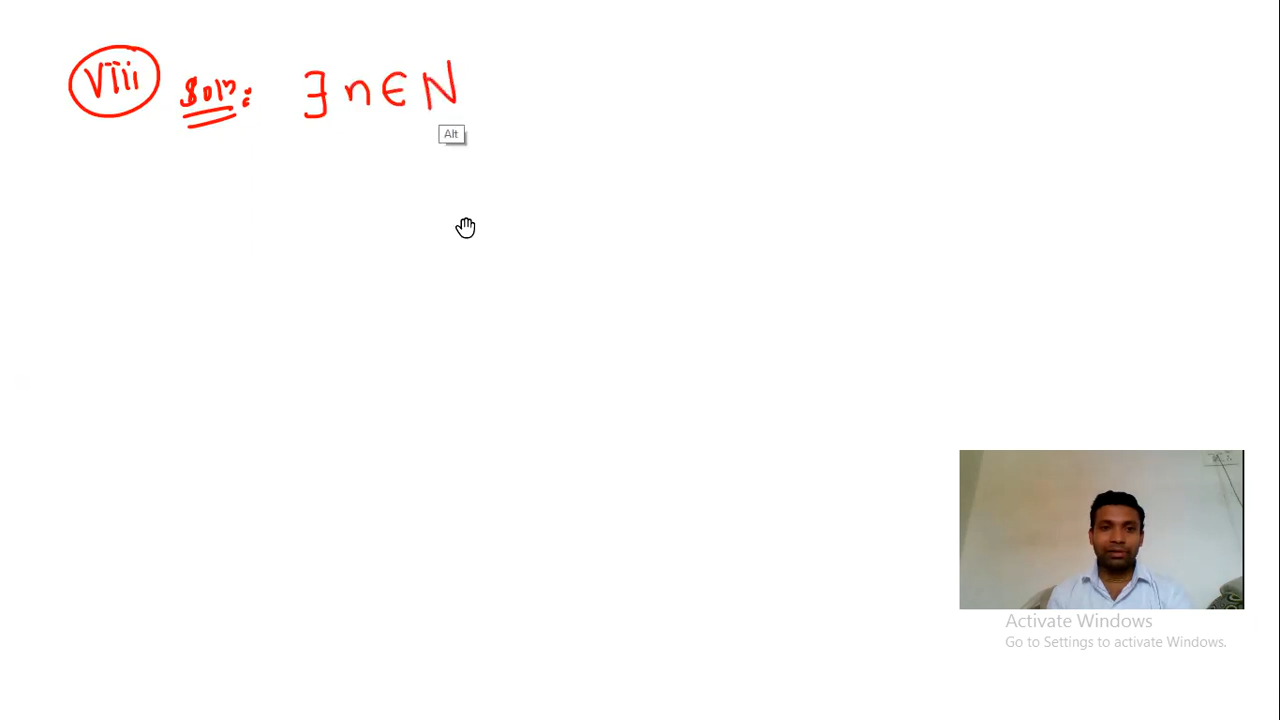 Viii Soln: ∃ n ∈ N
Alt
Activate Windows
Go to Settings to activate Windows.